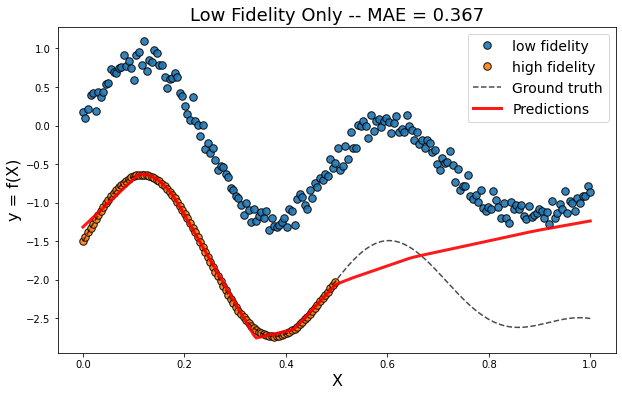 Low Fidelity Only -- MAE = 0.367
low fidelity
high fidelity
Ground truth
Predictions
y = f(X)
1.0
0.5
0.0
−0.5
−1.0
−1.5
−2.0
−2.5
0.0 0.2 0.4 0.6 0.8 1.0
X